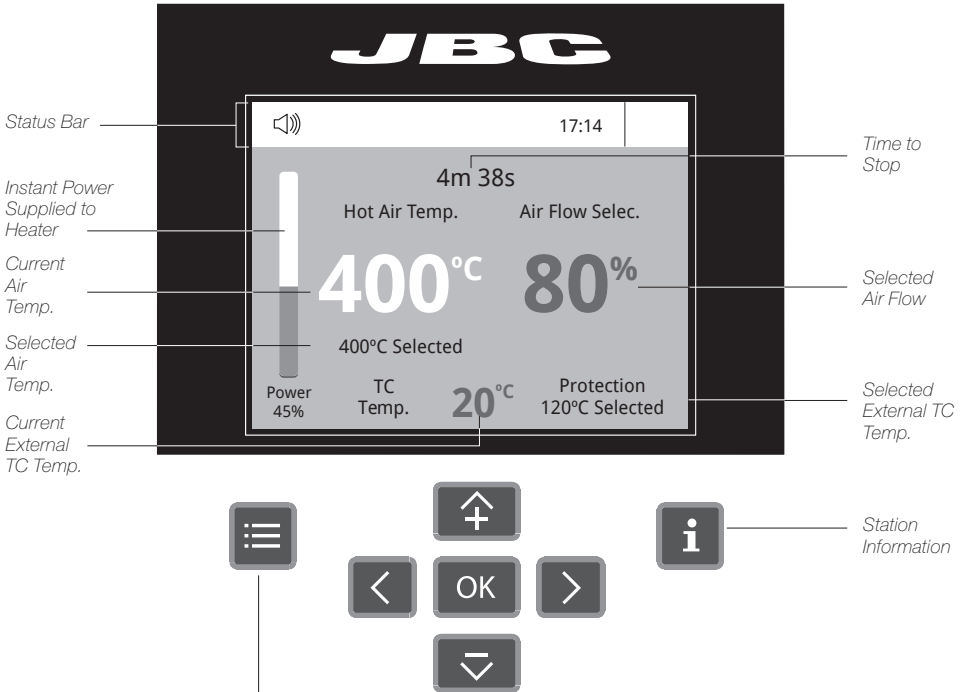 JBC
Status Bar
17:14
Time to
Stop
4m 38s
Instant Power
Supplied to
Heater
Hot Air Temp.
Air Flow Selec.
Current
Air
Temp.
400ºC
80%
Selected
Air Flow
Selected
Air
Temp.
400ºC Selected
Power
45%
TC
Temp.
20ºC
Protection
120ºC Selected
Selected
External TC
Temp.
Current
External
TC Temp.
+
i
Station
Information
OK